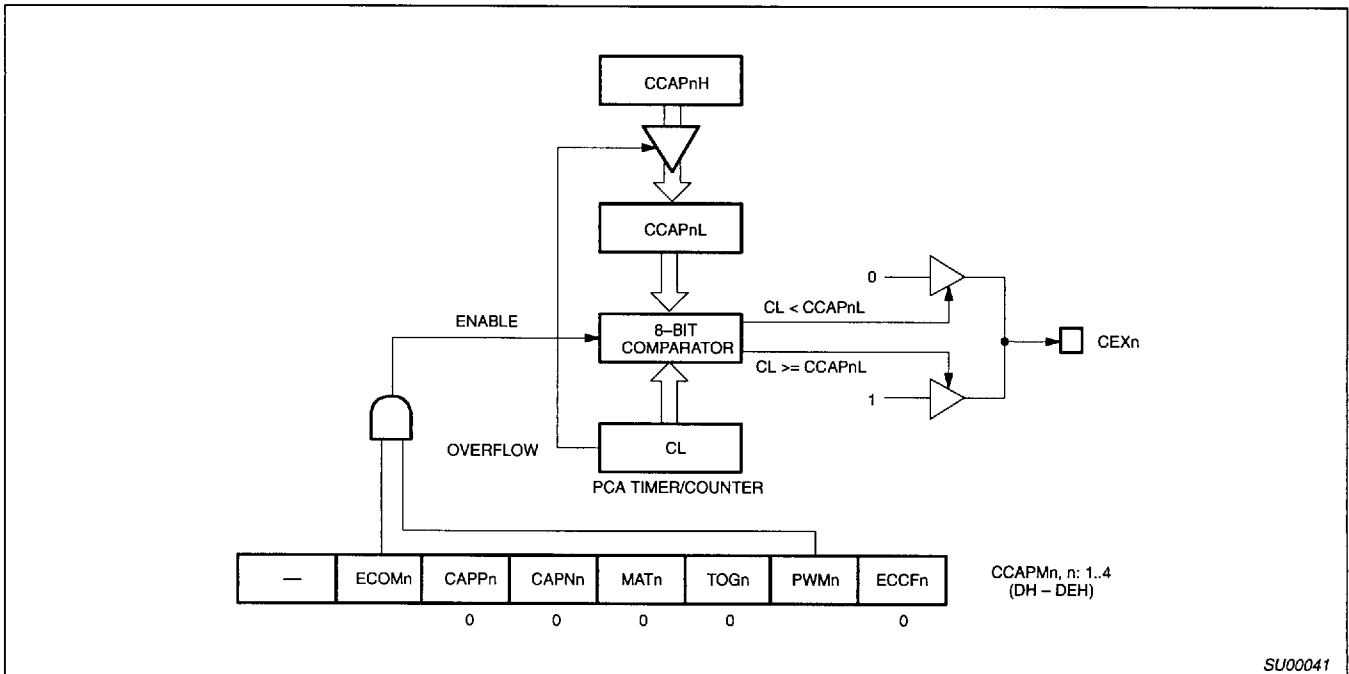 CCAPnH
CCAPnL
0
CL < CCAPnL
ENABLE
8–BIT
COMPARATOR
CEXn
CL >= CCAPnL
1
OVERFLOW
CL
PCA TIMER/COUNTER
— ECOMn CAPPn CAPNn MATn TOGn PWMn ECCFn
CCAPMn, n: 1..4
(DH – DEH)
0 0 0 0 0
SU00041